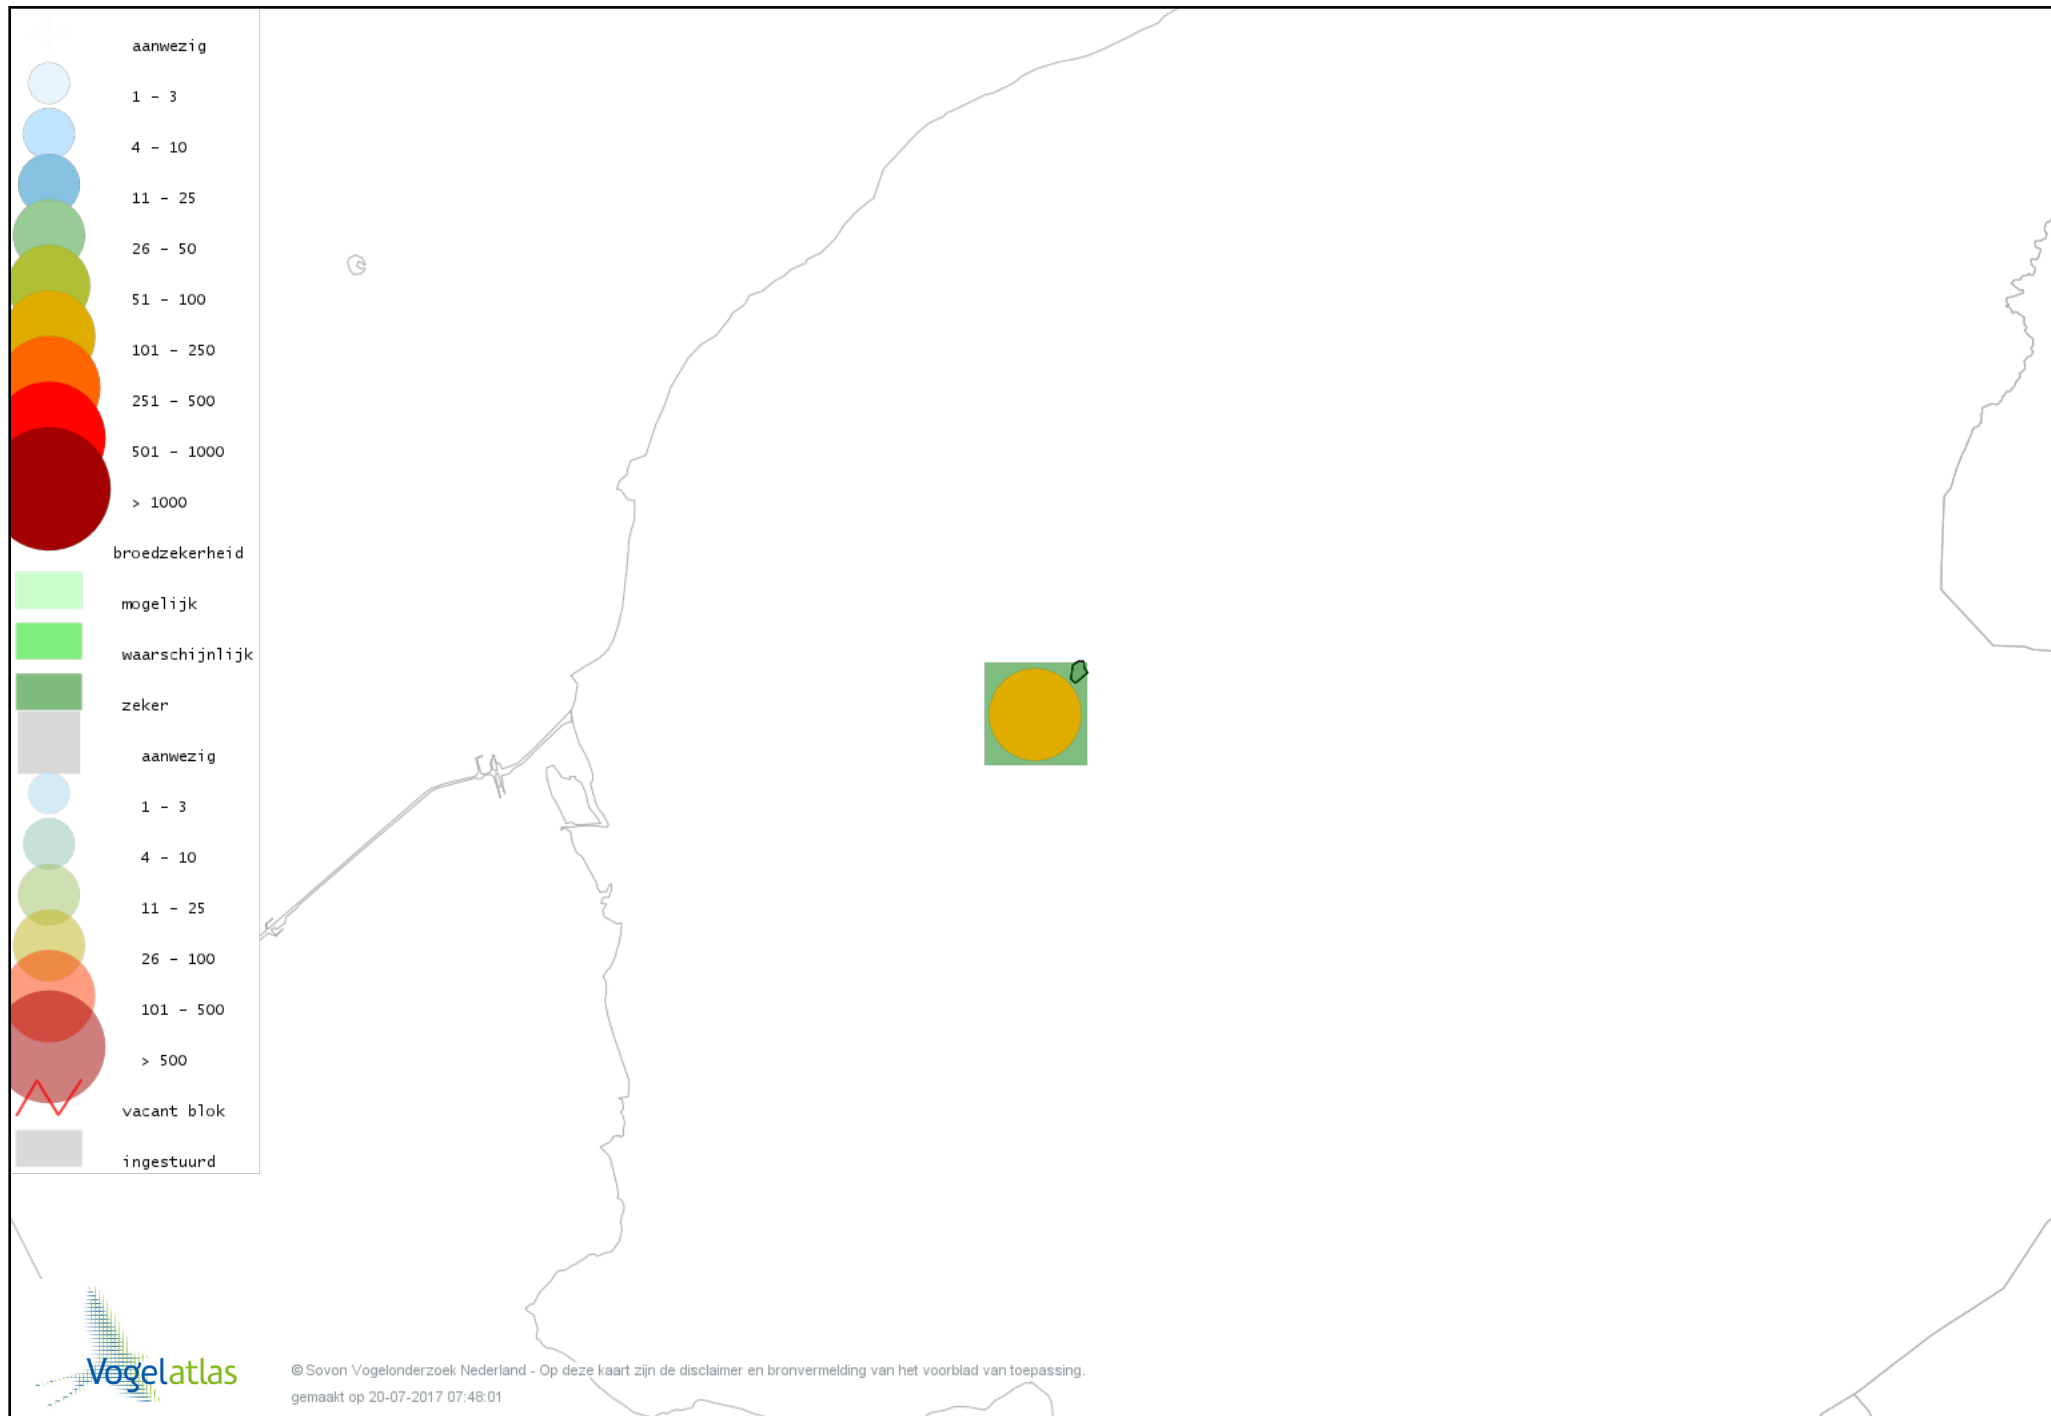 aanwezig
1 - 3
4 - 10
11 - 25
26 - 50
51 - 100
101 - 250
251 - 500
501 - 1000
> 1000
broedzekerheid
mogelijk
waarschijnlijk
zeker
aanwezig
1 - 3
4 - 10
11 - 25
26 - 100
101 - 500
> 500
vacant blok
ingestuurd
Vogelatlas
© Sovon Vogelonderzoek Nederland - Op deze kaart zijn de disclaimer en bronvermelding van het voorblad van toepassing.
gemaakt op 20-07-2017 07:48:01